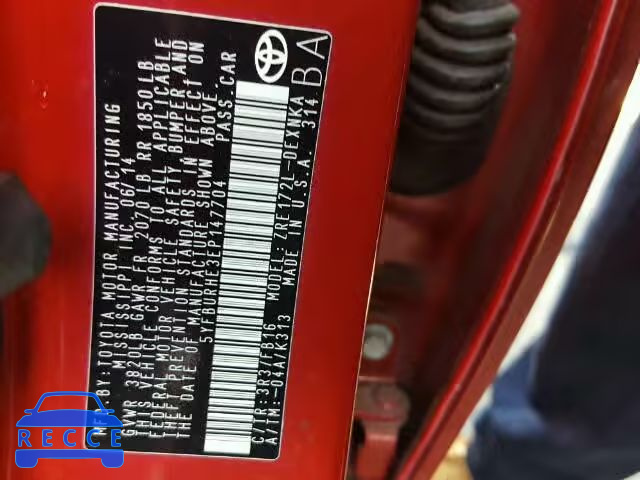 MFD. BY: TOYOTA MOTOR MANUFACTURING
MISSISSIPPI, INC. 06/14
GVWR 3820LB GAWR FR 2070 LB RR 1850 LB
THIS VEHICLE CONFORMS TO ALL APPLICABLE
FEDERAL MOTOR VEHICLE SAFETY, BUMPER, AND
THEFT PREVENTION STANDARDS IN EFFECT ON
THE DATE OF MANUFACTURE SHOWN ABOVE.
5YFBURHE3EP147704 PASS. CAR
C/TR: 3R3/FB16 MODEL: ZRE172L-DEXNKA
A/TM: -04A/K313 MADE IN U.S.A. 314
BA
RECCE